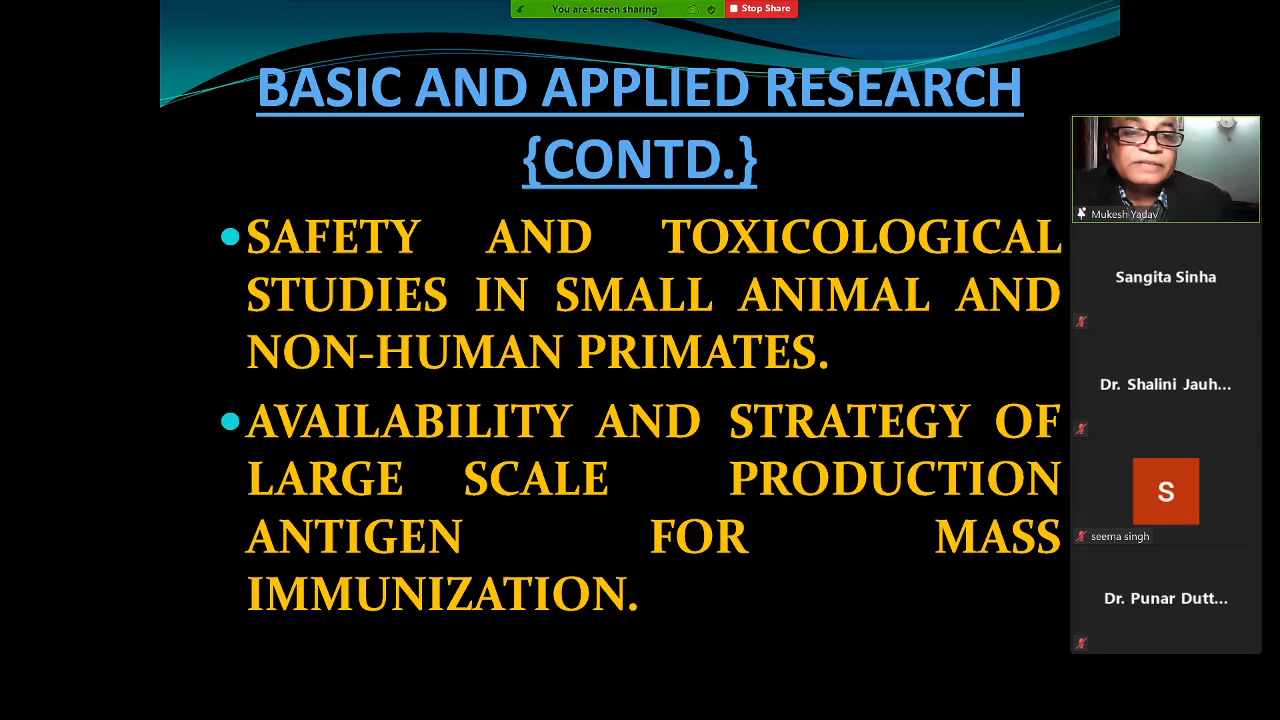 You are screen sharing
Stop Share
BASIC AND APPLIED RESEARCH
{CONTD.}
SAFETY AND TOXICOLOGICAL
STUDIES IN SMALL ANIMAL AND
NON-HUMAN PRIMATES.
AVAILABILITY AND STRATEGY OF
LARGE SCALE PRODUCTION
ANTIGEN FOR MASS
IMMUNIZATION.
Mukesh Yadav
Sangita Sinha
Dr. Shalini Jauh...
S
seema singh
Dr. Punar Dutt...